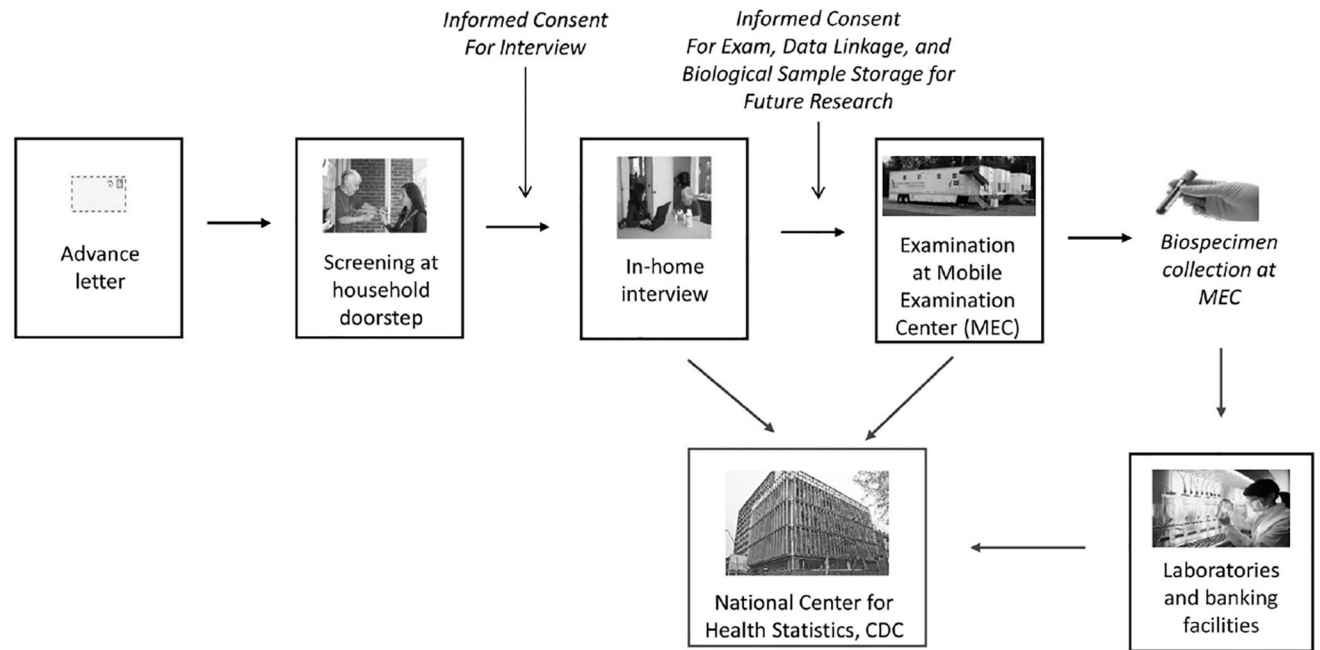 Informed Consent
For Interview
Informed Consent
For Exam, Data Linkage, and
Biological Sample Storage for
Future Research
Advance
letter
Screening at
household
doorstep
In-home
interview
Examination
at Mobile
Examination
Center (MEC)
Biospecimen
collection at
MEC
National Center for
Health Statistics, CDC
Laboratories
and banking
facilities